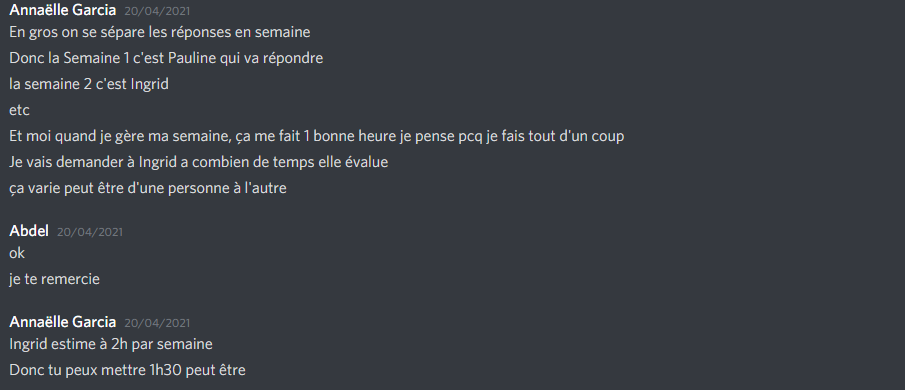 Annaëlle Garcia 20/04/2021
En gros on se sépare les réponses en semaine
Donc la Semaine 1 c'est Pauline qui va répondre
la semaine 2 c'est Ingrid
etc
Et moi quand je gère ma semaine, ça me fait 1 bonne heure je pense pcq je fais tout d'un coup
Je vais demander à Ingrid a combien de temps elle évalue
ça varie peut être d'une personne à l'autre
Abdel 20/04/2021
ok
je te remercie
Annaëlle Garcia 20/04/2021
Ingrid estime à 2h par semaine
Donc tu peux mettre 1h30 peut être